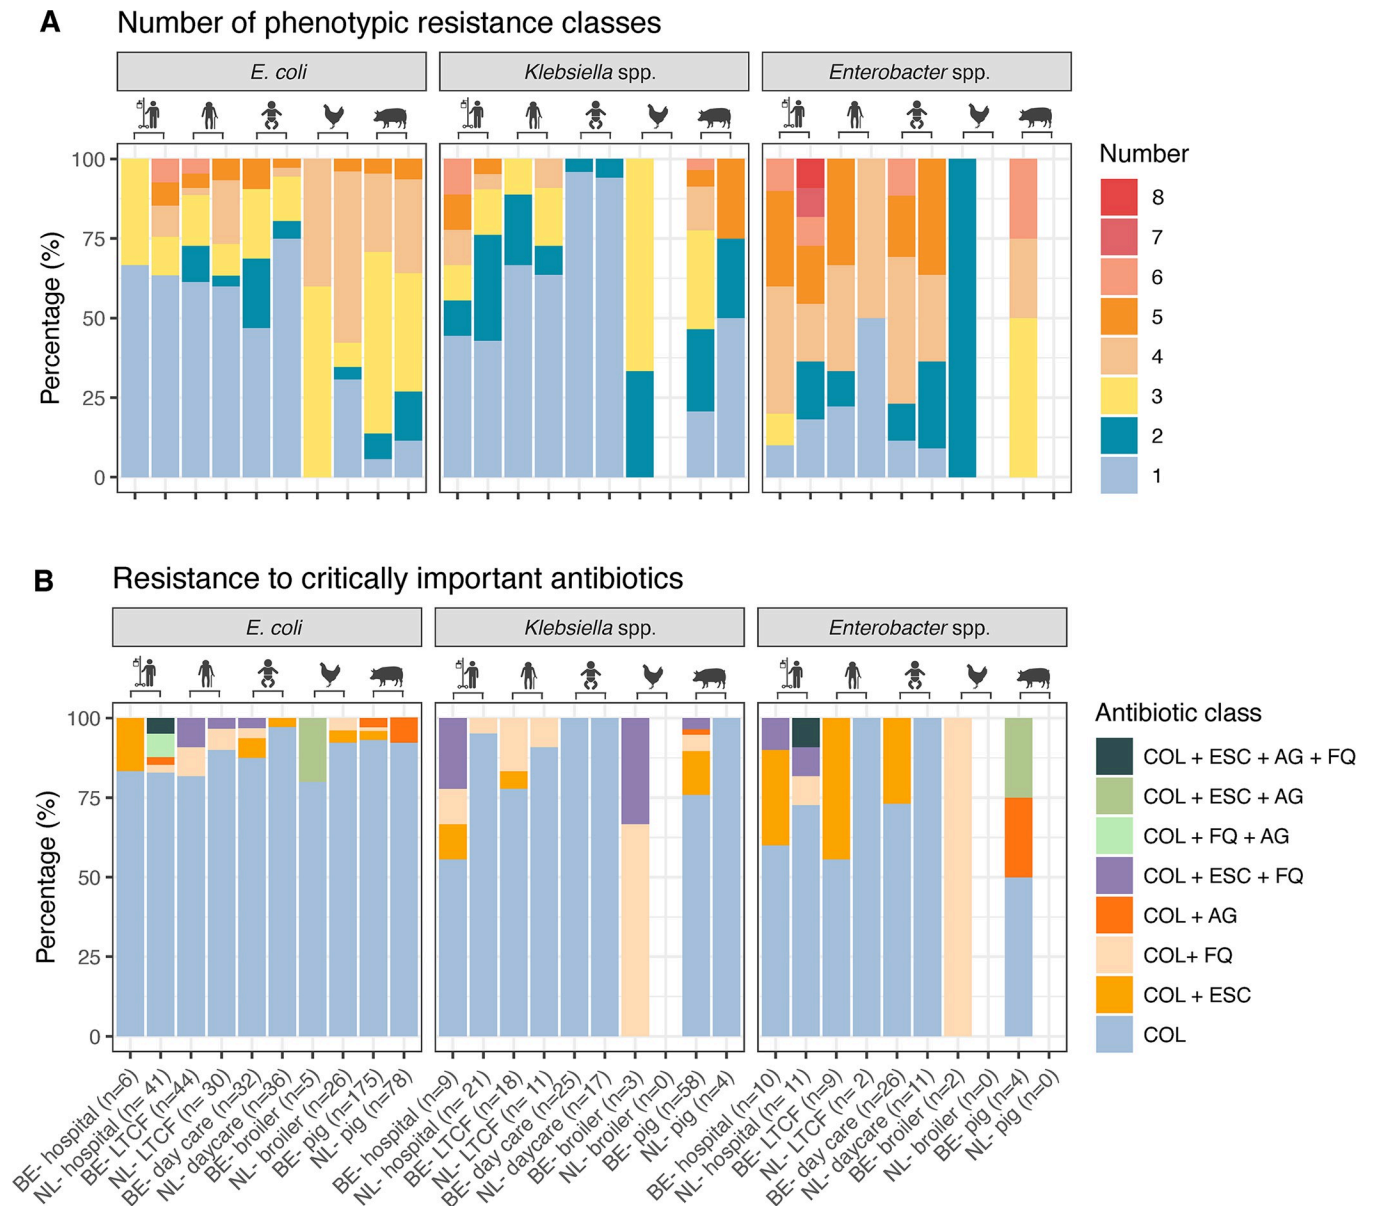 A Number of phenotypic resistance classes
E. coli Klebsiella spp. Enterobacter spp.
Percentage (%)
100
75
50
25
0
Number
8
7
6
5
4
3
2
1
B Resistance to critically important antibiotics
E. coli Klebsiella spp. Enterobacter spp.
Percentage (%)
100
75
50
25
0
Antibiotic class
COL + ESC + AG + FQ
COL + ESC + AG
COL + FQ + AG
COL + ESC + FQ
COL + AG
COL+ FQ
COL + ESC
COL
BE- hospital (n=6)
NL- hospital (n= 41)
BE- LTCF (n=44)
NL- LTCF (n= 30)
BE- day care (n=32)
NL- daycare (n=36)
BE- broiler (n=5)
NL- broiler (n=26)
BE- pig (n=175)
NL- pig (n=78)
BE- hospital (n=9)
NL- hospital (n= 21)
BE- LTCF (n=18)
NL- LTCF (n= 11)
BE- day care (n=25)
NL- daycare (n=17)
BE- broiler (n=3)
NL- broiler (n=0)
BE- pig (n=58)
NL- pig (n=4)
BE- hospital (n=10)
NL- hospital (n= 11)
BE- LTCF (n=9)
NL- LTCF (n= 2)
BE- day care (n=26)
NL- daycare (n=11)
BE- broiler (n=2)
NL- broiler (n=0)
BE- pig (n=4)
NL- pig (n=0)